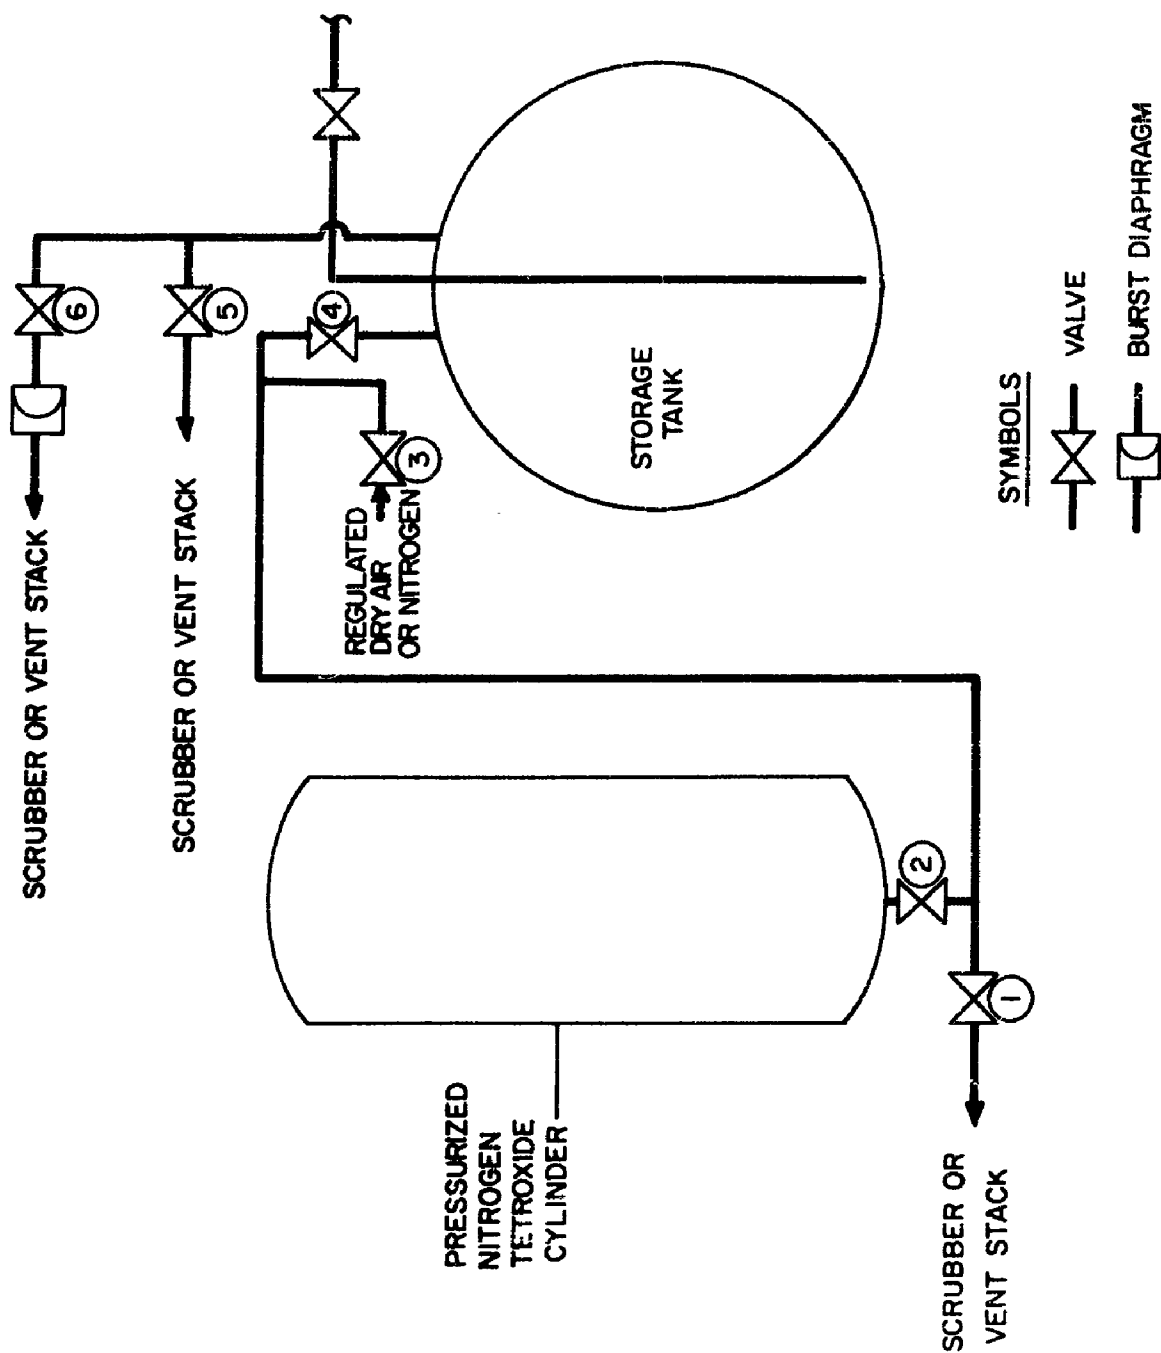 SCRUBBER OR VENT STACK
6
SCRUBBER OR VENT STACK
5
4
REGULATED
DRY AIR
OR NITROGEN
3
STORAGE
TANK
PRESSURIZED
NITROGEN
TETROXIDE
CYLINDER
2
1
SCRUBBER OR
VENT STACK
SYMBOLS
VALVE
BURST DIAPHRAGM